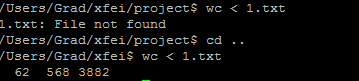 /Users/Grad/xfei/project$ wc < 1.txt
1.txt: File not found
/Users/Grad/xfei/project$ cd ..
/Users/Grad/xfei$ wc < 1.txt
62 568 3882